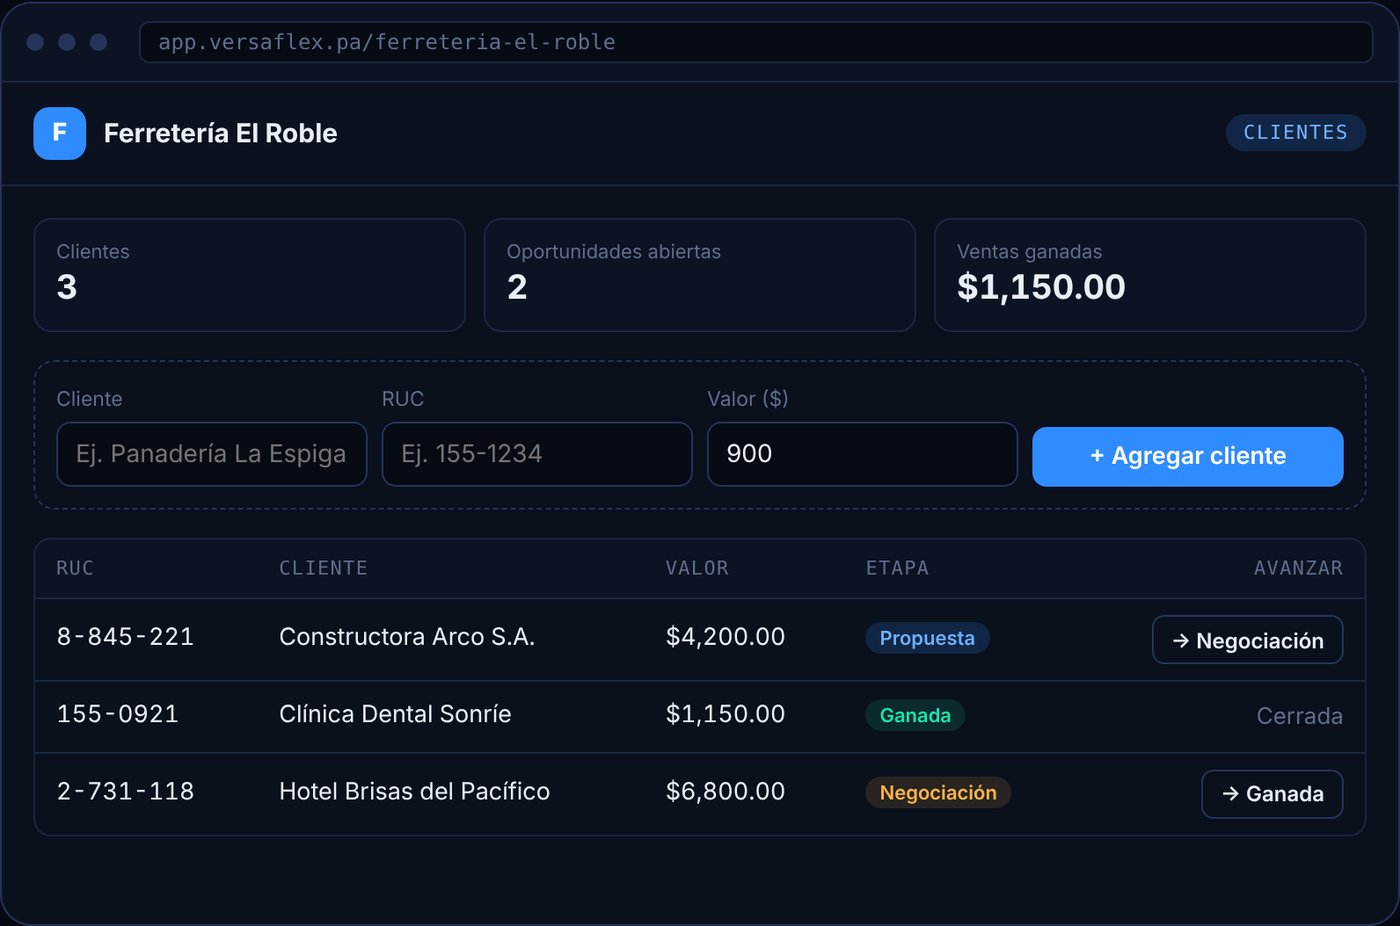 app.versaflex.pa/ferreteria-el-roble
F Ferretería El Roble CLIENTES
Clientes Oportunidades abiertas Ventas ganadas
3 2 $1,150.00
Cliente RUC Valor ($)
Ej. Panadería La Espiga Ej. 155-1234 900 + Agregar cliente
RUC CLIENTE VALOR ETAPA AVANZAR
8-845-221 Constructora Arco S.A. $4,200.00 Propuesta → Negociación
155-0921 Clínica Dental Sonríe $1,150.00 Ganada Cerrada
2-731-118 Hotel Brisas del Pacífico $6,800.00 Negociación → Ganada